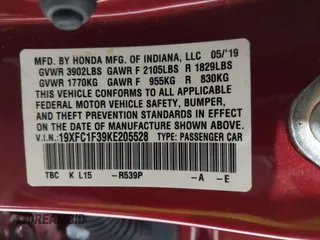 MFD. BY HONDA MFG. OF INDIANA, LLC 05/'19
GVWR 3902LBS GAWR F 2105LBS R 1829LBS
GVWR 1770KG GAWR F 955KG R 830KG
THIS VEHICLE CONFORMS TO ALL APPLICABLE
FEDERAL MOTOR VEHICLE SAFETY, BUMPER,
AND THEFT PREVENTION STANDARDS IN EFFECT
ON THE DATE OF MANUFACTURE SHOWN ABOVE.
V.I.N.:19XFC1F39KE205528 TYPE: PASSENGER CAR
TBC K L15 -R539P -A -E